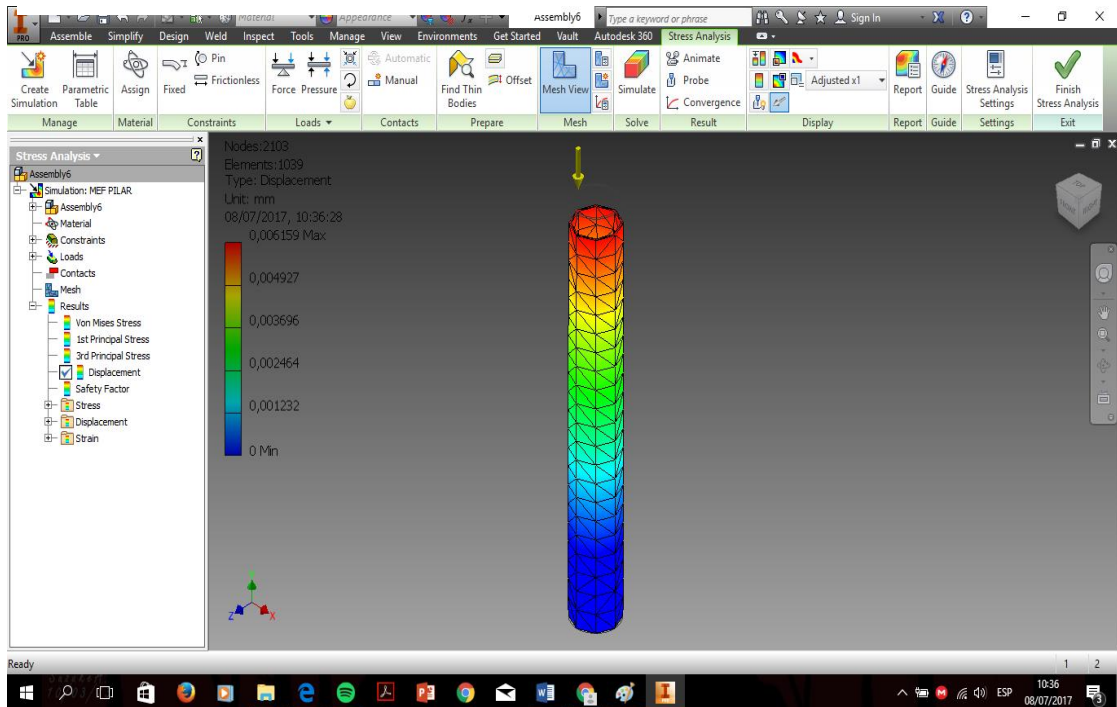 Material
Appearance
Assembly6
Type a keyword or phrase
Sign In
PRO
Assemble Simplify Design Weld Inspect Tools Manage View Environments Get Started Vault Autodesk 360 Stress Analysis
Create Simulation
Parametric Table
Assign
Fixed
Pin
Frictionless
Force
Pressure
Automatic
Manual
Find Thin Bodies
Offset
Mesh View
Simulate
Animate
Probe
Convergence
Adjusted x1
Report
Guide
Stress Analysis Settings
Finish Stress Analysis
Manage Material Constraints Loads Contacts Prepare Mesh Solve Result Display Report Guide Settings Exit
Stress Analysis
Assembly6
Simulation: MEF PILAR
Assembly6
Material
Constraints
Loads
Contacts
Mesh
Results
Von Mises Stress
1st Principal Stress
3rd Principal Stress
Displacement
Safety Factor
Stress
Displacement
Strain
Nodes:2103
Elements:1039
Type: Displacement
Unit: mm
08/07/2017, 10:36:28
0,006159 Max
0,004927
0,003696
0,002464
0,001232
0 Min
TOP
FRONT
RIGHT
Z
X
Ready
1 2
ESP
10:36
08/07/2017